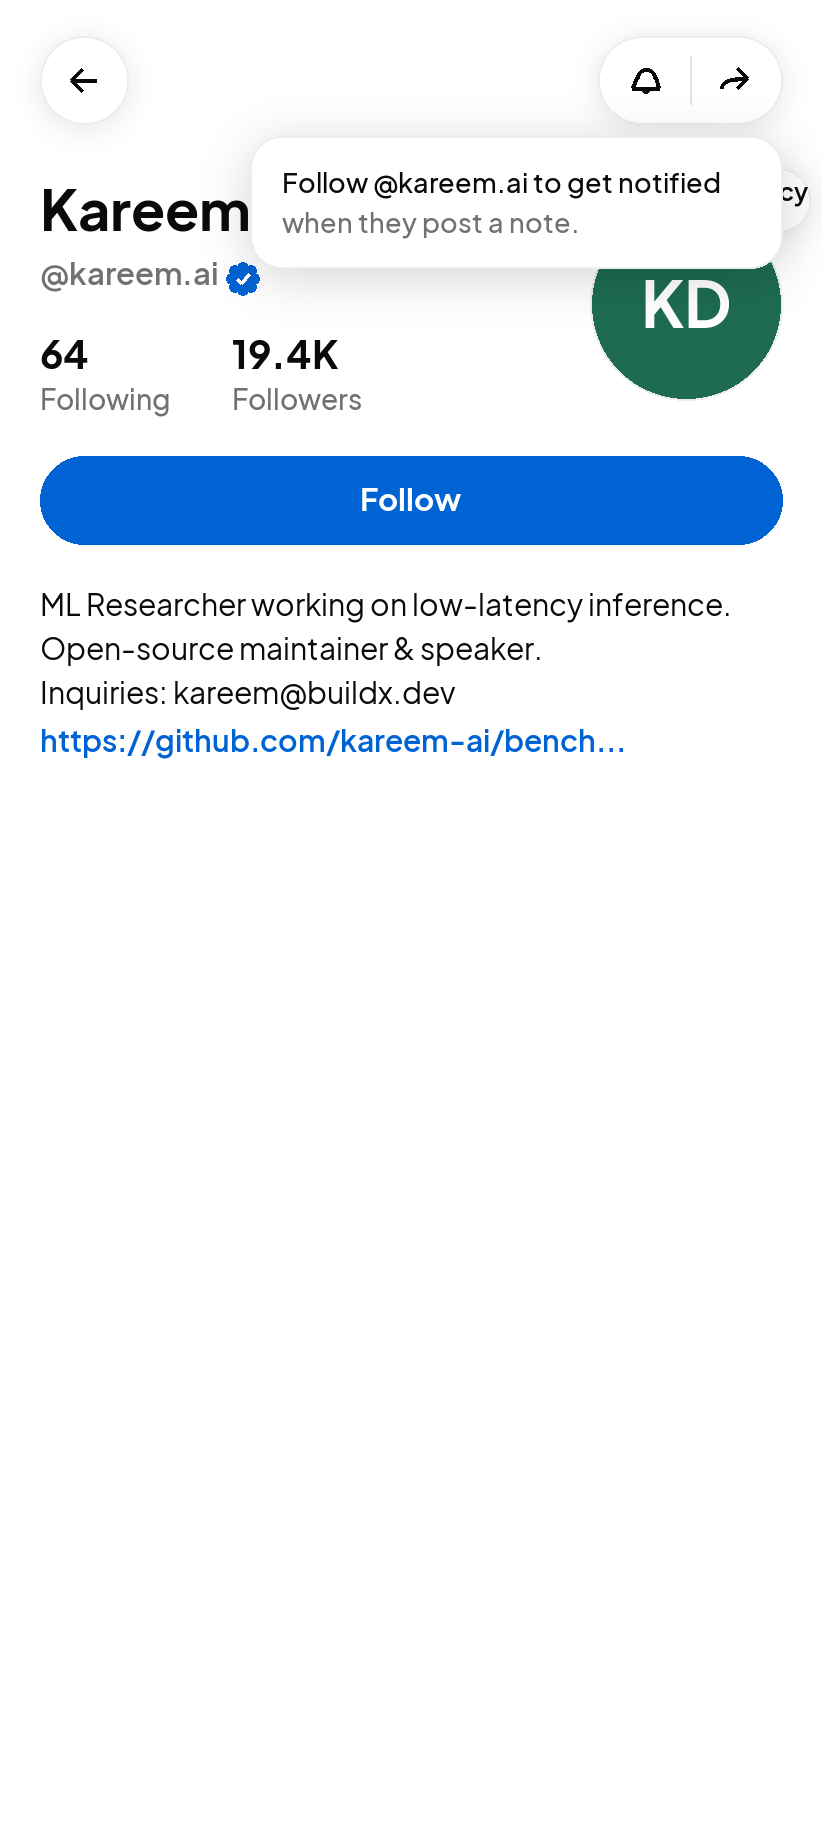 Follow @kareem.ai to get notified
when they post a note.
Kareem
@kareem.ai
KD
64
Following
19.4K
Followers
Follow
ML Researcher working on low-latency inference.
Open-source maintainer & speaker.
Inquiries: kareem@buildx.dev
https://github.com/kareem-ai/bench...